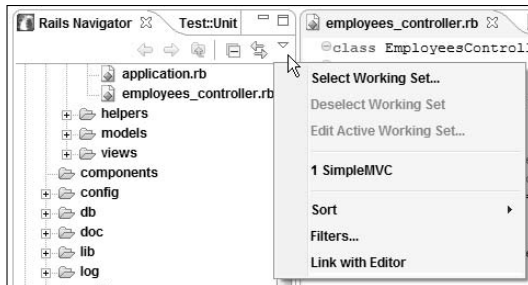 Rails Navigator Test::Unit
employees_controller.rb
class EmployeesControl
application.rb
employees_controller.rb
helpers
models
views
components
config
db
doc
lib
log
Select Working Set...
Deselect Working Set
Edit Active Working Set...
1 SimpleMVC
Sort
Filters...
Link with Editor